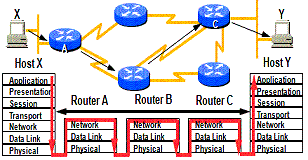 X
Y
A
C
B
Host X
Host Y
Router A
Router B
Router C
Application
Presentation
Session
Transport
Network
Data Link
Physical
Network
Data Link
Physical
Network
Data Link
Physical
Network
Data Link
Physical
Application
Presentation
Session
Transport
Network
Data Link
Physical